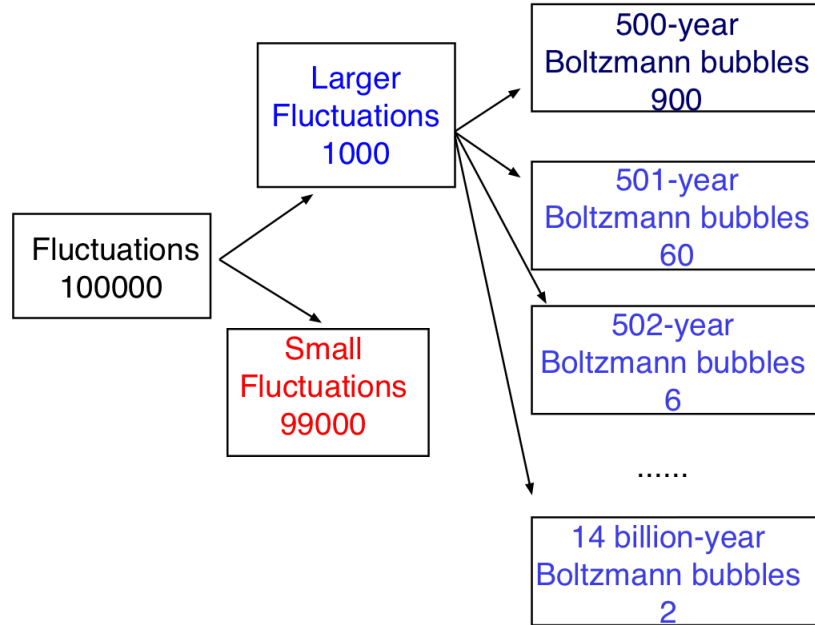 Fluctuations
100000
Larger
Fluctuations
1000
Small
Fluctuations
99000
500-year
Boltzmann bubbles
900
501-year
Boltzmann bubbles
60
502-year
Boltzmann bubbles
6
......
14 billion-year
Boltzmann bubbles
2